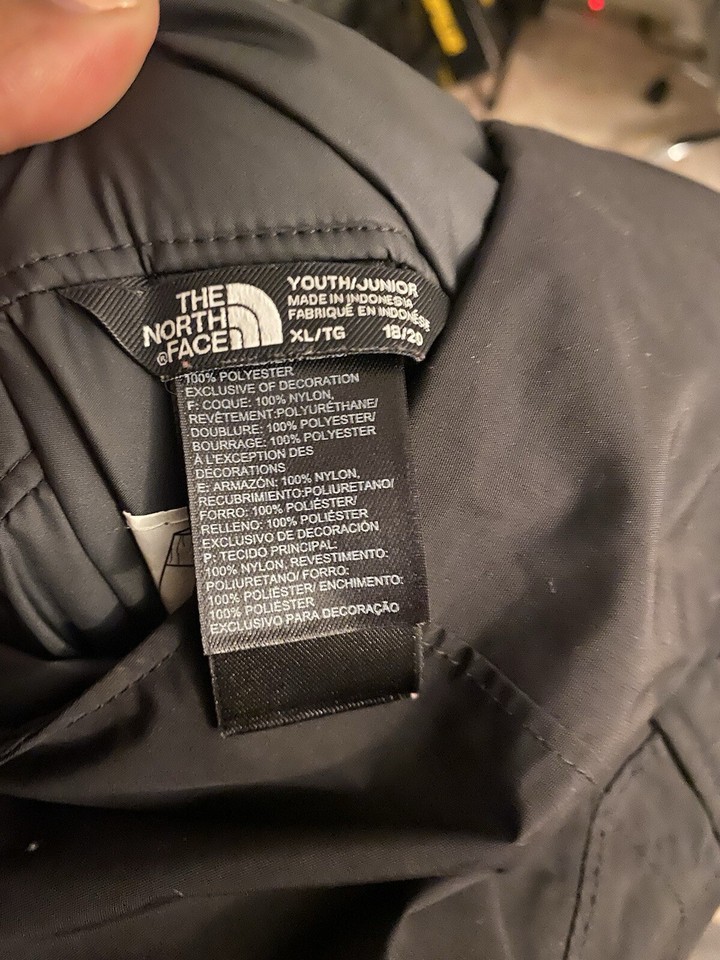 THE
NORTH
FACE®
YOUTH/JUNIOR
MADE IN INDONESIA
FABRIQUÉ EN INDONÉSIE
XL/TG 18/20
100% POLYESTER
EXCLUSIVE OF DECORATION
F: COQUE: 100% NYLON,
REVÊTEMENT:POLYURÉTHANE/
DOUBLURE: 100% POLYESTER/
BOURRAGE: 100% POLYESTER
À L'EXCEPTION DES
DÉCORATIONS
E: ARMAZÓN: 100% NYLON,
RECUBRIMIENTO:POLIURETANO/
FORRO: 100% POLIÉSTER/
RELLENO: 100% POLIÉSTER
EXCLUSIVO DE DECORACIÓN
P: TECIDO PRINCIPAL:
100% NYLON, REVESTIMENTO:
POLIURETANO/ FORRO:
100% POLIÉSTER/ ENCHIMENTO:
100% POLIÉSTER
EXCLUSIVO PARA DECORAÇÃO